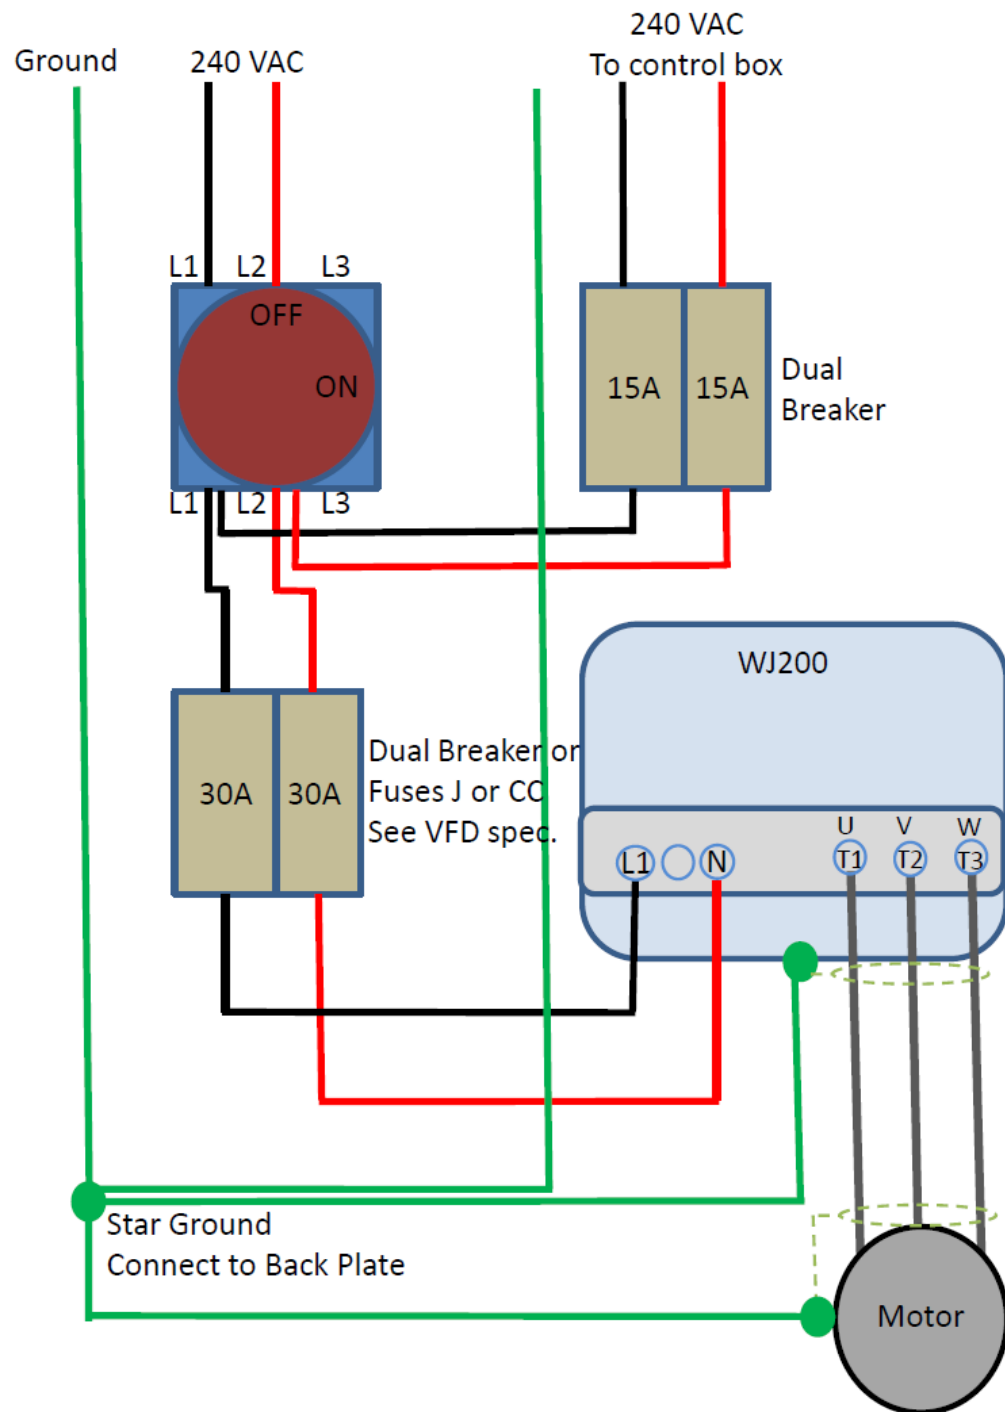 Ground
240 VAC
240 VAC
To control box
L1
L2
L3
OFF
ON
L1
L2
L3
15A
15A
Dual
Breaker
30A
30A
Dual Breaker or
Fuses J or CC
See VFD spec.
WJ200
U
V
W
L1
N
T1
T2
T3
Star Ground
Connect to Back Plate
Motor